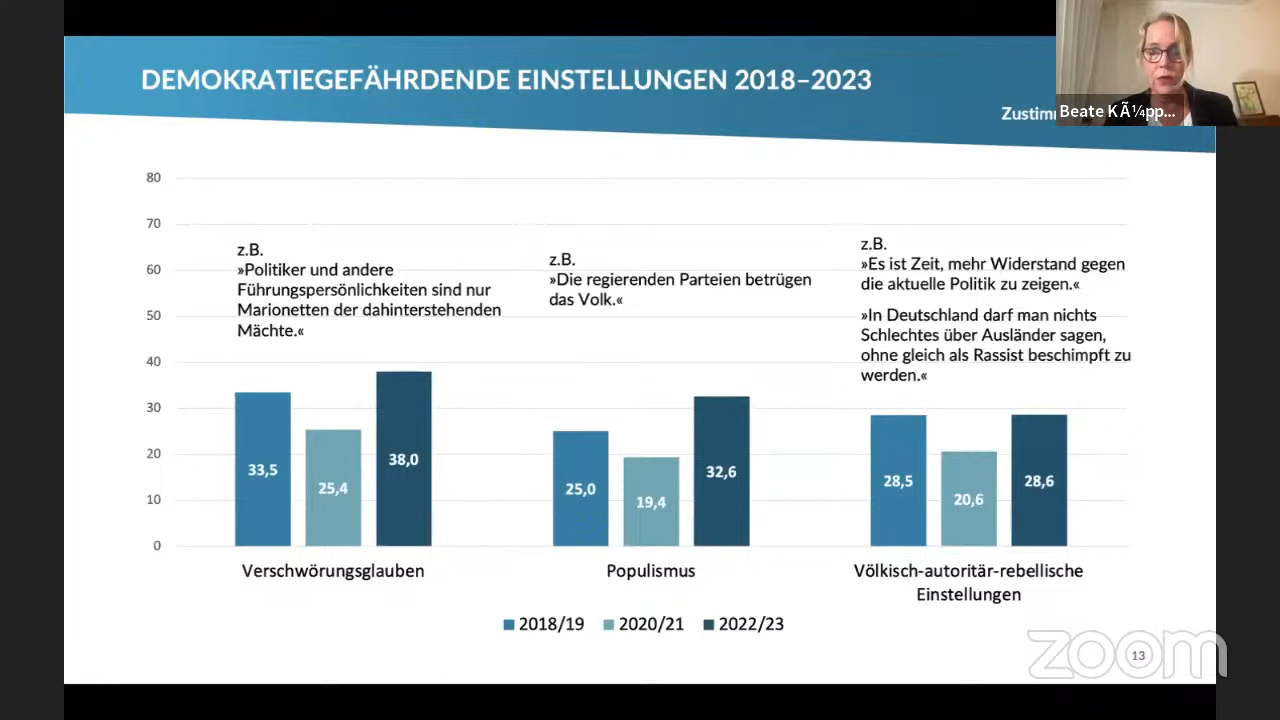 DEMOKRATIEGEFÄHRDENDE EINSTELLUNGEN 2018–2023
Zustim
Beate KÃ¼pp...
80
70
60
50
40
30
20
10
0
z.B.
»Politiker und andere
Führungspersönlichkeiten sind nur
Marionetten der dahinterstehenden
Mächte.«
z.B.
»Die regierenden Parteien betrügen
das Volk.«
z.B.
»Es ist Zeit, mehr Widerstand gegen
die aktuelle Politik zu zeigen.«
»In Deutschland darf man nichts
Schlechtes über Ausländer sagen,
ohne gleich als Rassist beschimpft zu
werden.«
33,5
25,4
38,0
25,0
19,4
32,6
28,5
20,6
28,6
Verschwörungsglauben
Populismus
Völkisch-autoritär-rebellische
Einstellungen
2018/19 2020/21 2022/23
zoom
13